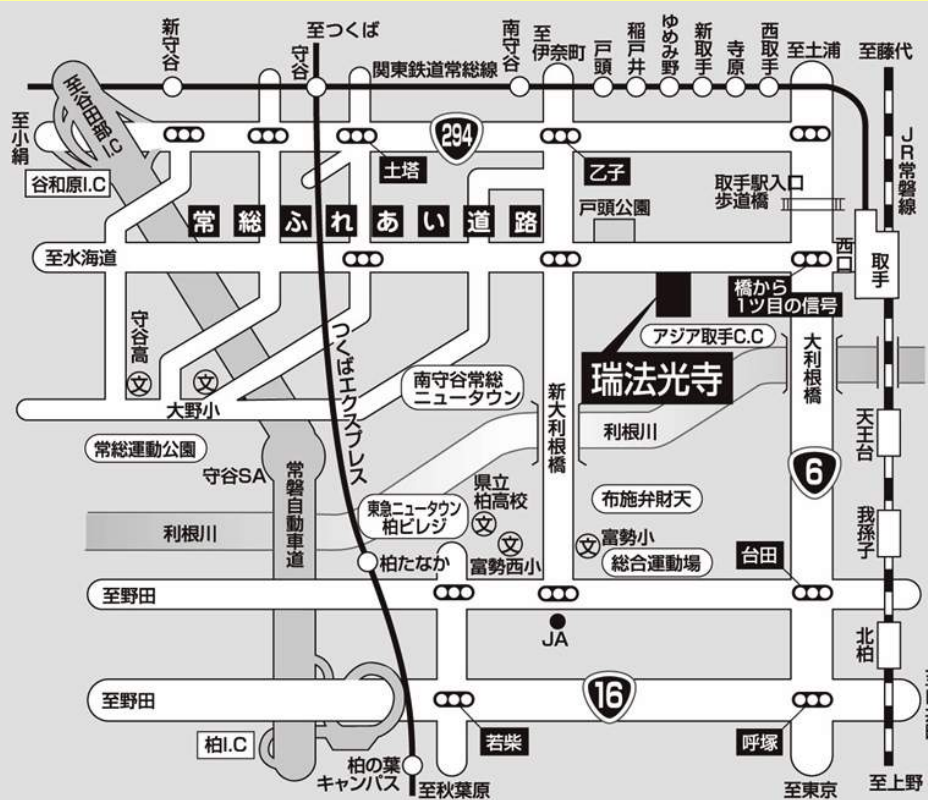 新守谷
至つくば
守谷
関東鉄道常総線
南守谷
至
伊奈町
戸頭
稲戸井
ゆめみ野
新取手
寺原
西取手
至土浦
至藤代
至谷田部I.C
至小絹
谷和原I.C
294
土塔
乙子
取手駅入口
歩道橋
JR常磐線
戸頭公園
常総ふれあい道路
至水海道
西口
取手
橋から
1ツ目の信号
アジア取手C.C
瑞法光寺
守谷高
文
文
大野小
つくばエクスプレス
南守谷常総
ニュータウン
新大利根橋
大利根橋
利根川
天王台
常総運動公園
守谷SA
常磐自動車道
6
県立
柏高校
文
布施弁財天
東急ニュータウン
柏ビレジ
利根川
文
富勢西小
文
富勢小
総合運動場
我孫子
柏たなか
台田
至野田
JA
北柏
至野田
16
柏I.C
若柴
呼塚
柏の葉
キャンパス
至秋葉原
至東京
至上野